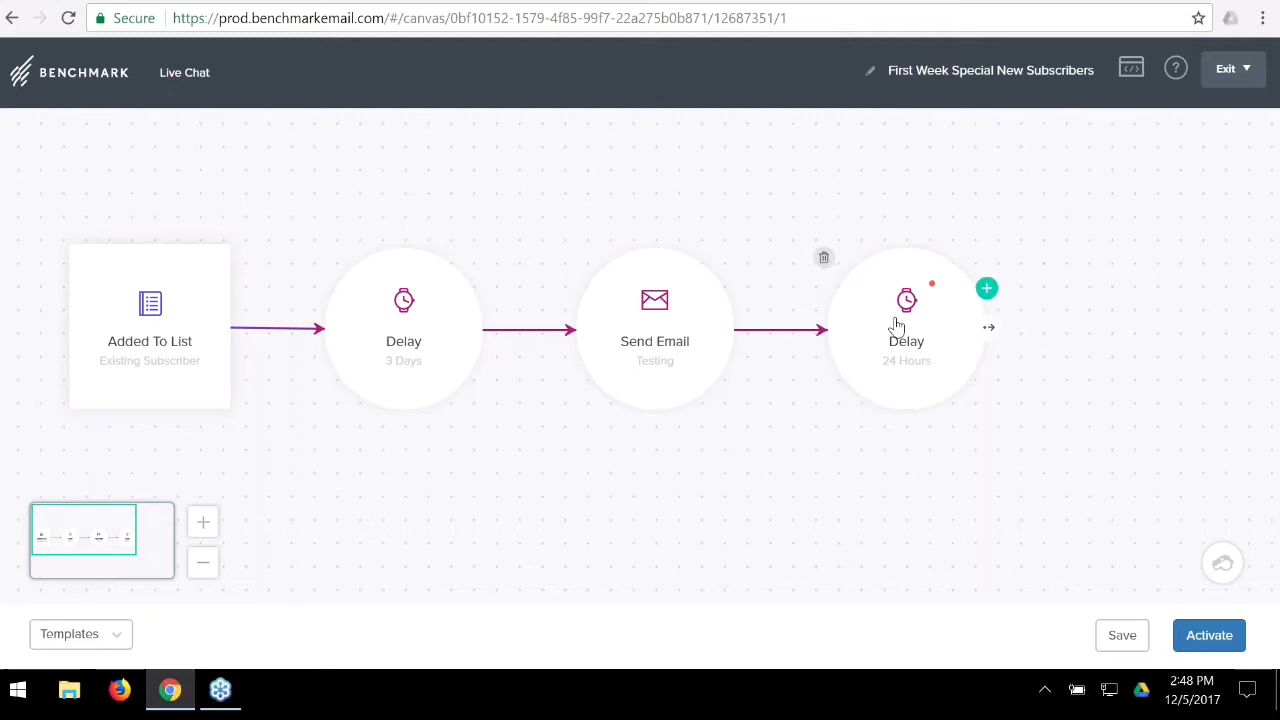 Secure
https://prod.benchmarkemail.com/#/canvas/0bf10152-1579-4f85-99f7-22a275b0b871/12687351/1
BENCHMARK
Live Chat
First Week Special New Subscribers
Exit
Added To List
Existing Subscriber
Delay
3 Days
Send Email
Testing
Delay
24 Hours
Templates
Save
Activate
2:48 PM
12/5/2017